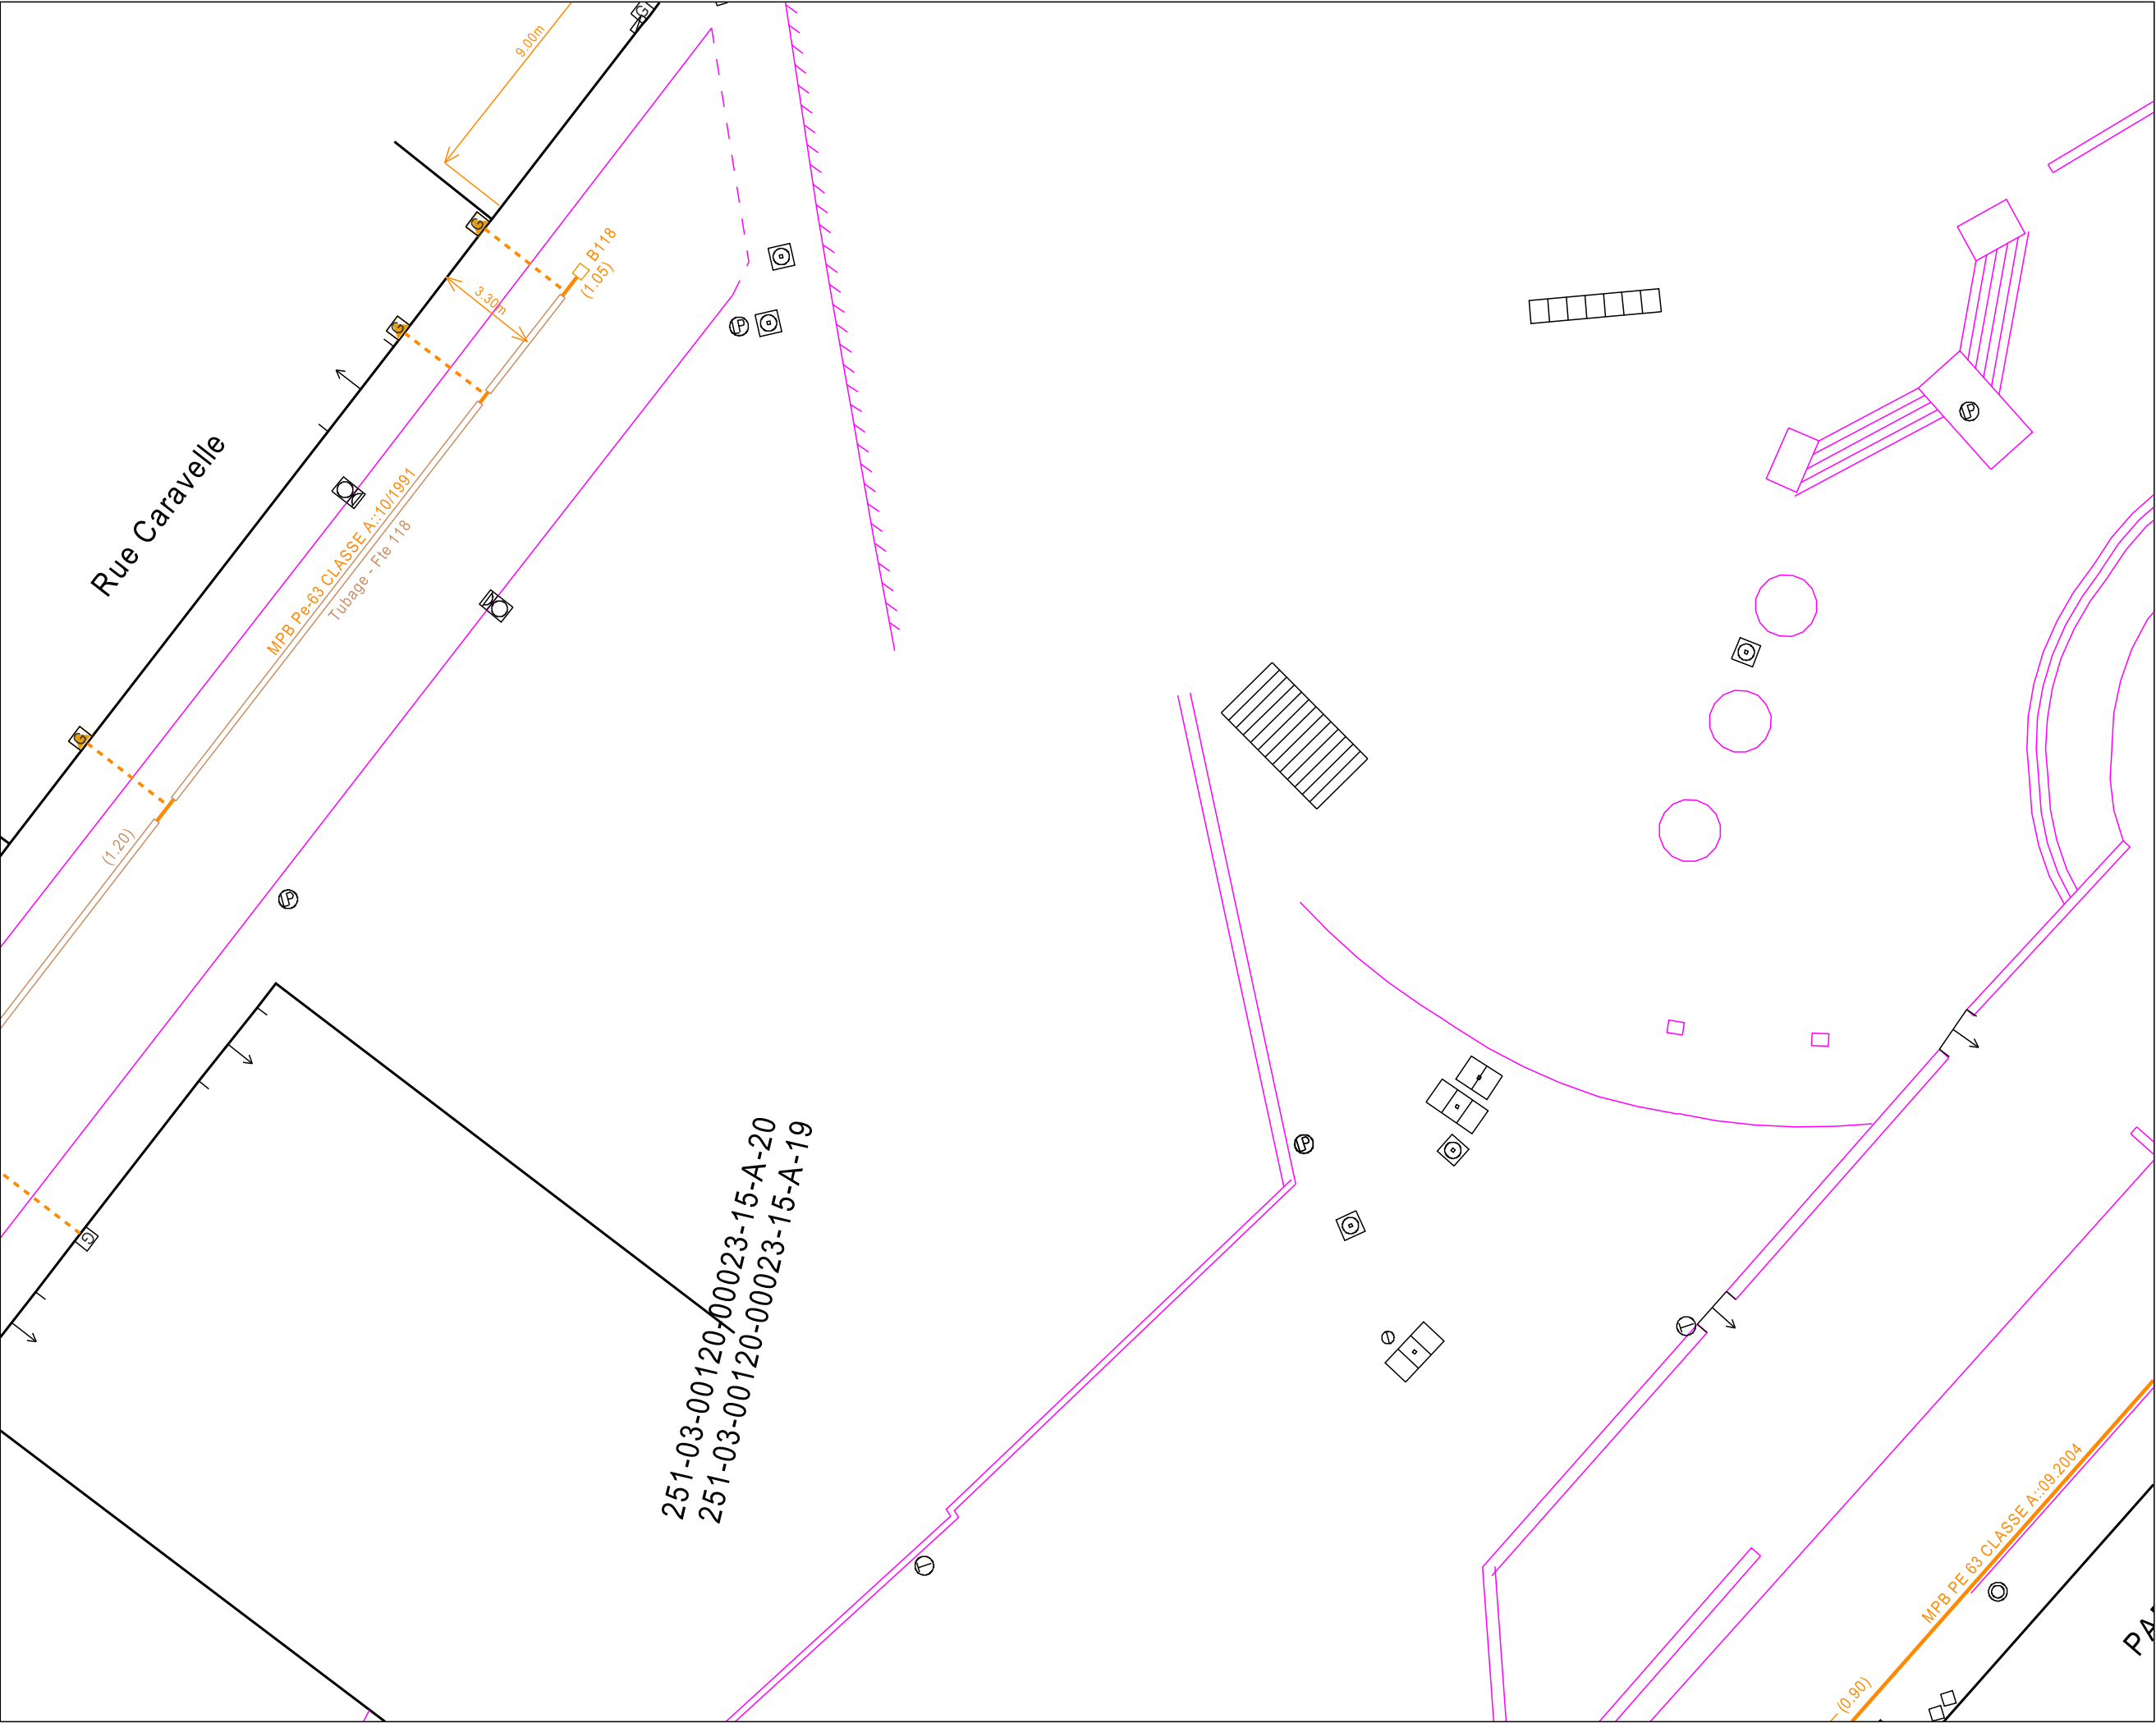 9.00m
G
G
B118
(1.05)
3.30m
G
P
P
Rue Caravelle
MPB Pe-63 CLASSE A::10/1991
Tubage - Fte 118
G
(1.20)
P
251-03-00120-00023-15-A-20
251-03-00120-00023-15-A-19
P
G
MPB PE 63 CLASSE A::09.2004
(0.90)